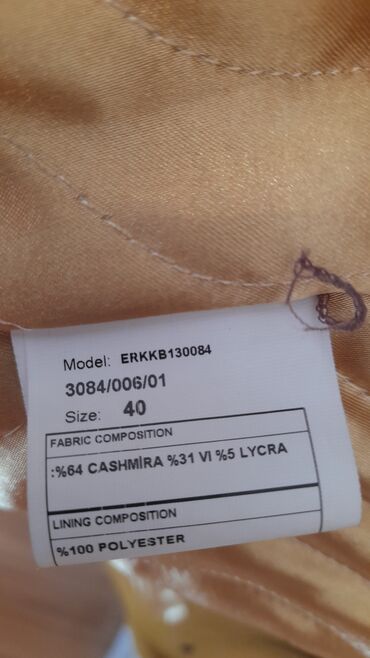 Model: ERKKB130084
3084/006/01
Size: 40
FABRIC COMPOSITION
:%64 CASHMİRA %31 VI %5 LYCRA
LINING COMPOSITION
%100 POLYESTER